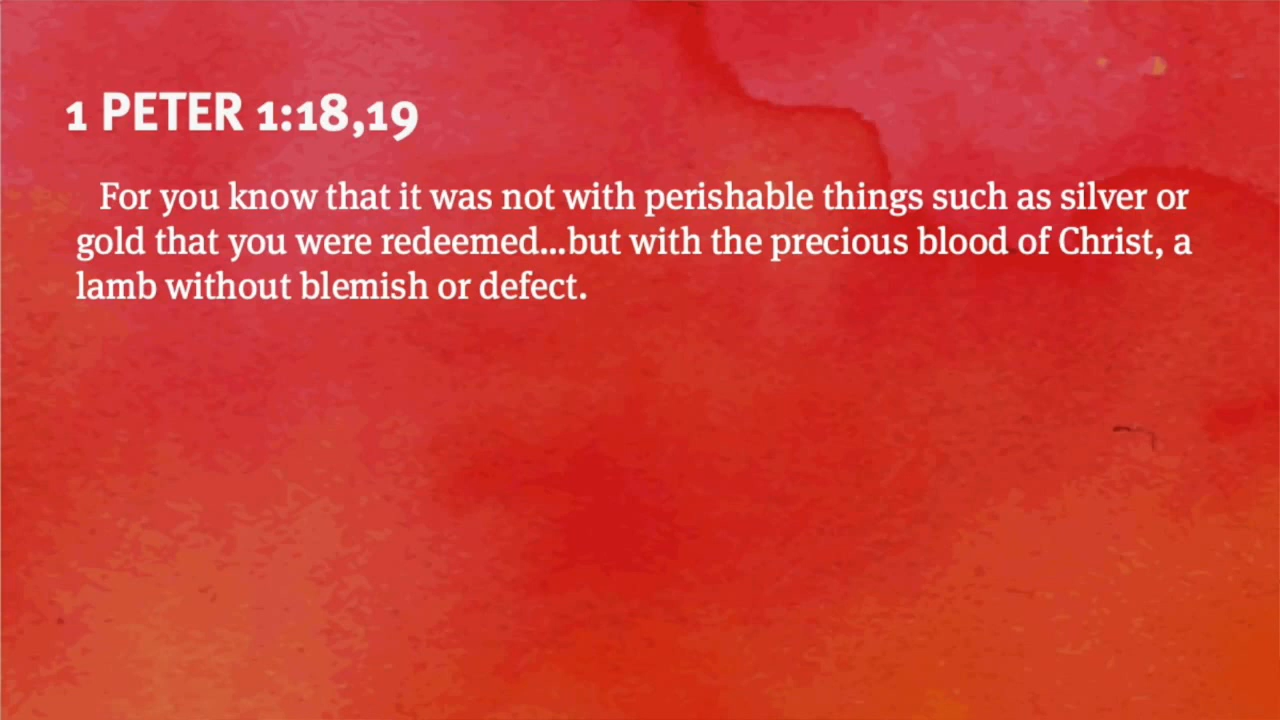 1 PETER 1:18,19
For you know that it was not with perishable things such as silver or
gold that you were redeemed...but with the precious blood of Christ, a
lamb without blemish or defect.